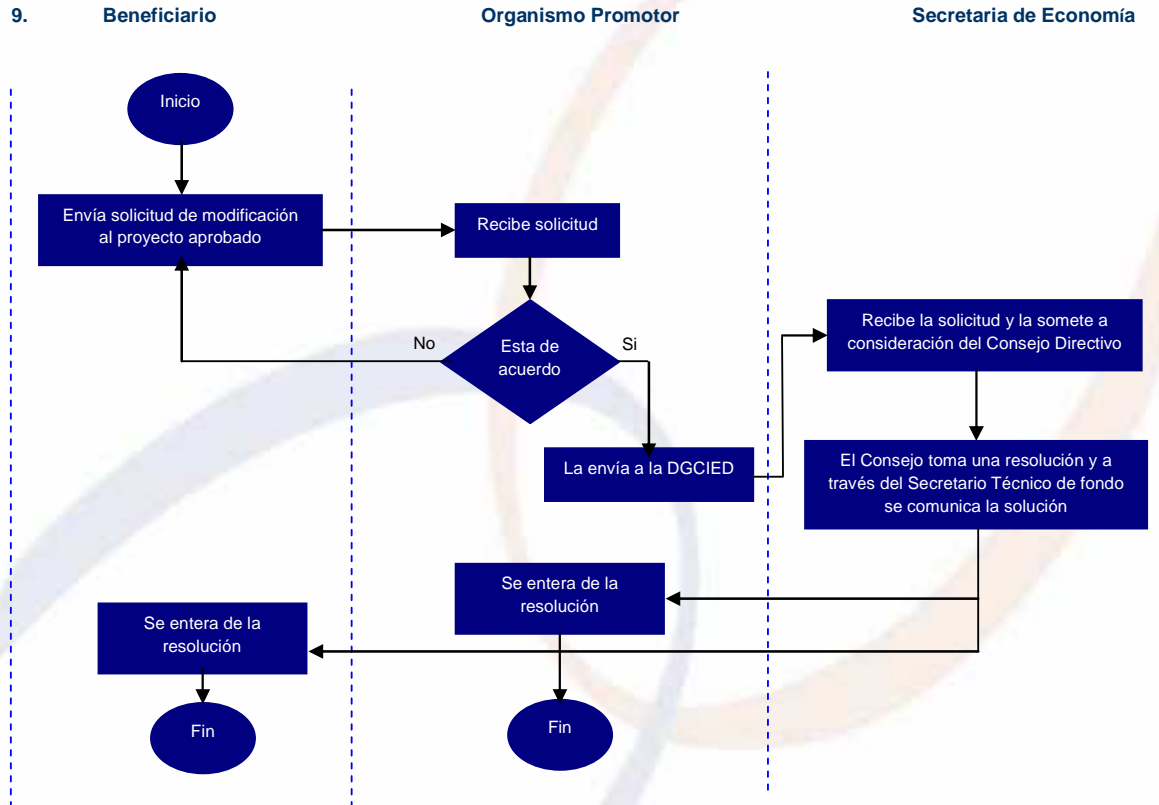 9. Beneficiario Organismo Promotor Secretaria de Economía
Inicio
Envía solicitud de modificación
al proyecto aprobado
Recibe solicitud
No
Esta de
acuerdo
Si
Recibe la solicitud y la somete a
consideración del Consejo Directivo
La envía a la DGCIED
El Consejo toma una resolución y a
través del Secretario Técnico de fondo
se comunica la solución
Se entera de la
resolución
Se entera de la
resolución
Fin
Fin